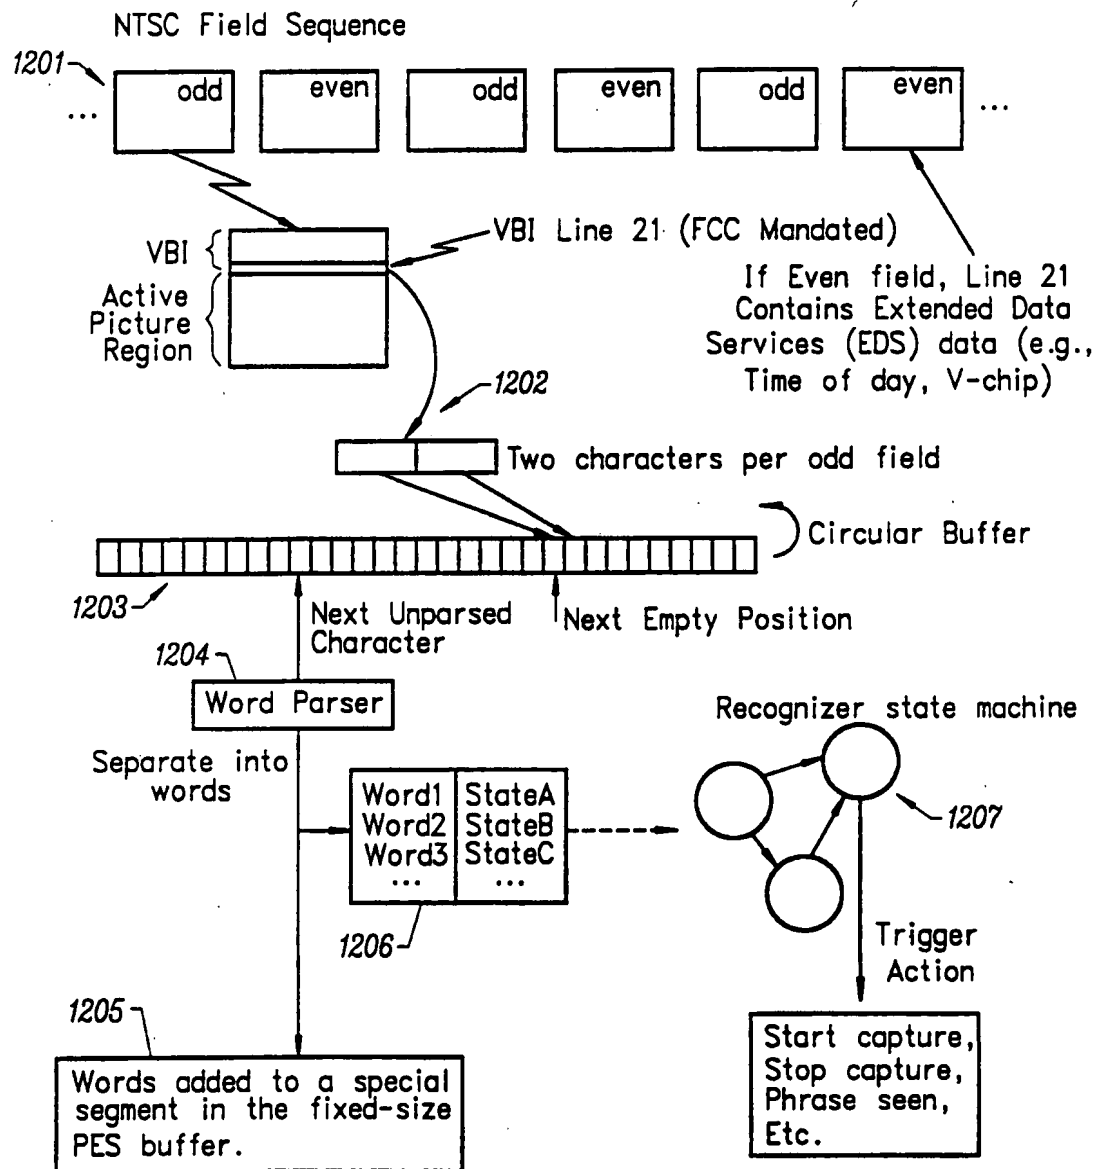 NTSC Field Sequence
1201
... odd even odd even odd even ...
VBI
VBI Line 21 (FCC Mandated)
Active
Picture
Region
If Even field, Line 21
Contains Extended Data
Services (EDS) data (e.g.,
Time of day, V-chip)
1202
Two characters per odd field
Circular Buffer
1203
Next Unparsed
Character
Next Empty Position
1204
Word Parser
Recognizer state machine
Separate into
words
Word1 StateA
Word2 StateB
Word3 StateC
... ...
1206
1207
Trigger
Action
1205
Words added to a special
segment in the fixed-size
PES buffer.
Start capture,
Stop capture,
Phrase seen,
Etc.